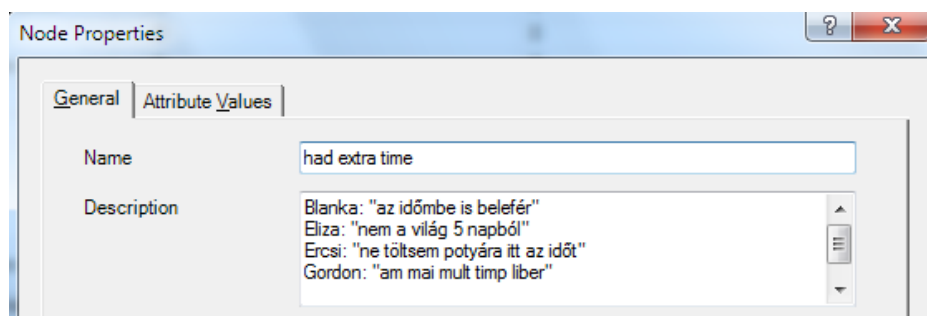 Node Properties
General
Attribute Values
Name
had extra time
Description
Blanka: "az időmbe is belefér"
Eliza: "nem a világ 5 napból"
Ercsi: "ne töltsem potyára itt az időt"
Gordon: "am mai mult timp liber"